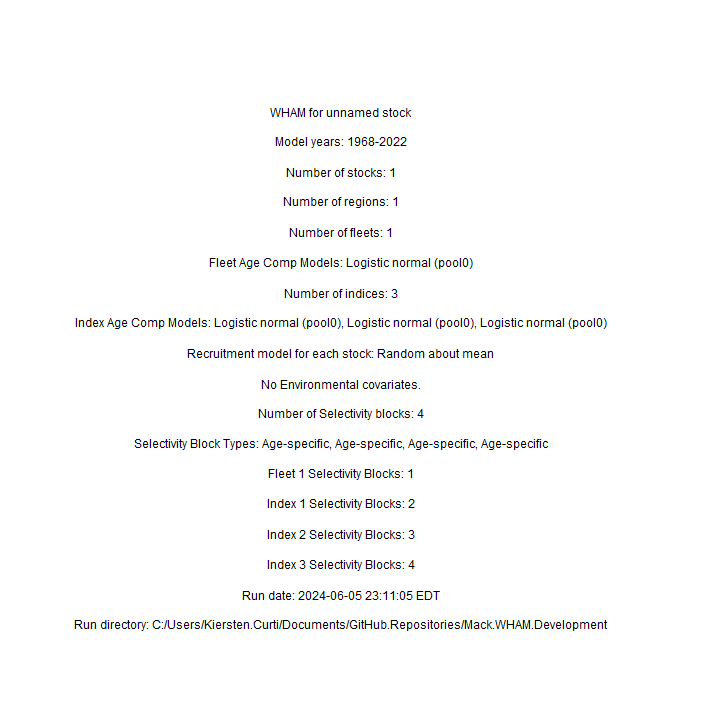 WHAM for unnamed stock
Model years: 1968-2022
Number of stocks: 1
Number of regions: 1
Number of fleets: 1
Fleet Age Comp Models: Logistic normal (pool0)
Number of indices: 3
Index Age Comp Models: Logistic normal (pool0), Logistic normal (pool0), Logistic normal (pool0)
Recruitment model for each stock: Random about mean
No Environmental covariates.
Number of Selectivity blocks: 4
Selectivity Block Types: Age-specific, Age-specific, Age-specific, Age-specific
Fleet 1 Selectivity Blocks: 1
Index 1 Selectivity Blocks: 2
Index 2 Selectivity Blocks: 3
Index 3 Selectivity Blocks: 4
Run date: 2024-06-05 23:11:05 EDT
Run directory: C:/Users/Kiersten.Curti/Documents/GitHub.Repositories/Mack.WHAM.Development